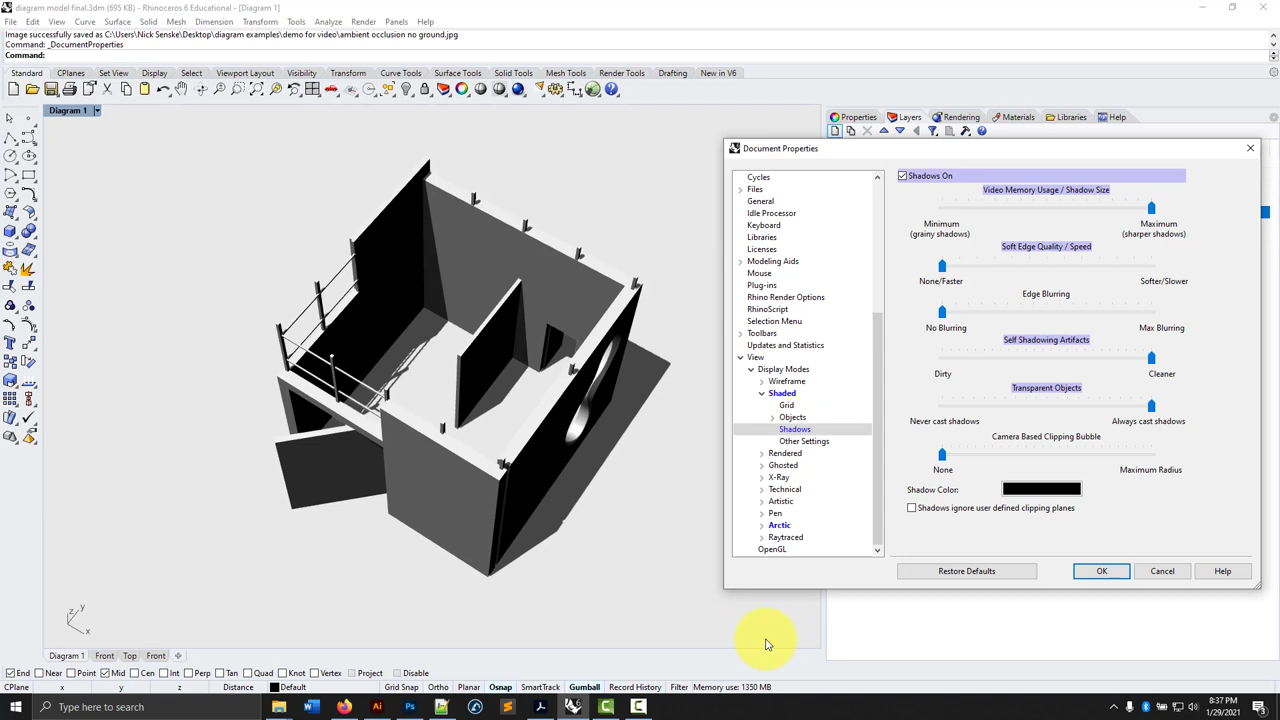 diagram model final.3dm (695 KB) - Rhinoceros 6 Educational - [Diagram 1]
File Edit View Curve Surface Solid Mesh Dimension Transform Tools Analyze Render Panels Help
Image successfully saved as C:\Users\Nick Senske\Desktop\diagram examples\demo for video\ambient occlusion no ground.jpg
Command: _DocumentProperties
Command:
Standard CPlanes Set View Display Select Viewport Layout Visibility Transform Curve Tools Surface Tools Solid Tools Mesh Tools Render Tools Drafting New in V6
Diagram 1
Properties Layers Rendering Materials Libraries Help
Document Properties
Cycles
Files
General
Idle Processor
Keyboard
Libraries
Licenses
Modeling Aids
Mouse
Plug-ins
Rhino Render Options
RhinoScript
Selection Menu
Toolbars
Updates and Statistics
View
Display Modes
Wireframe
Shaded
Grid
Objects
Shadows
Other Settings
Rendered
Ghosted
X-Ray
Technical
Artistic
Pen
Arctic
Raytraced
OpenGL
Shadows On
Video Memory Usage / Shadow Size
Minimum Maximum
(grainy shadows) (sharper shadows)
Soft Edge Quality / Speed
None/Faster Softer/Slower
Edge Blurring
No Blurring Max Blurring
Self Shadowing Artifacts
Dirty Cleaner
Transparent Objects
Never cast shadows Always cast shadows
Camera Based Clipping Bubble
None Maximum Radius
Shadow Color:
Shadows ignore user defined clipping planes
Restore Defaults OK Cancel Help
z y
x
Diagram 1 Front Top Front
End Near Point Mid Cen Int Perp Tan Quad Knot Vertex Project Disable
CPlane x y z Distance Default Grid Snap Ortho Planar Osnap SmartTrack Gumball Record History Filter Memory use: 1350 MB
Type here to search
8:37 PM
1/29/2021